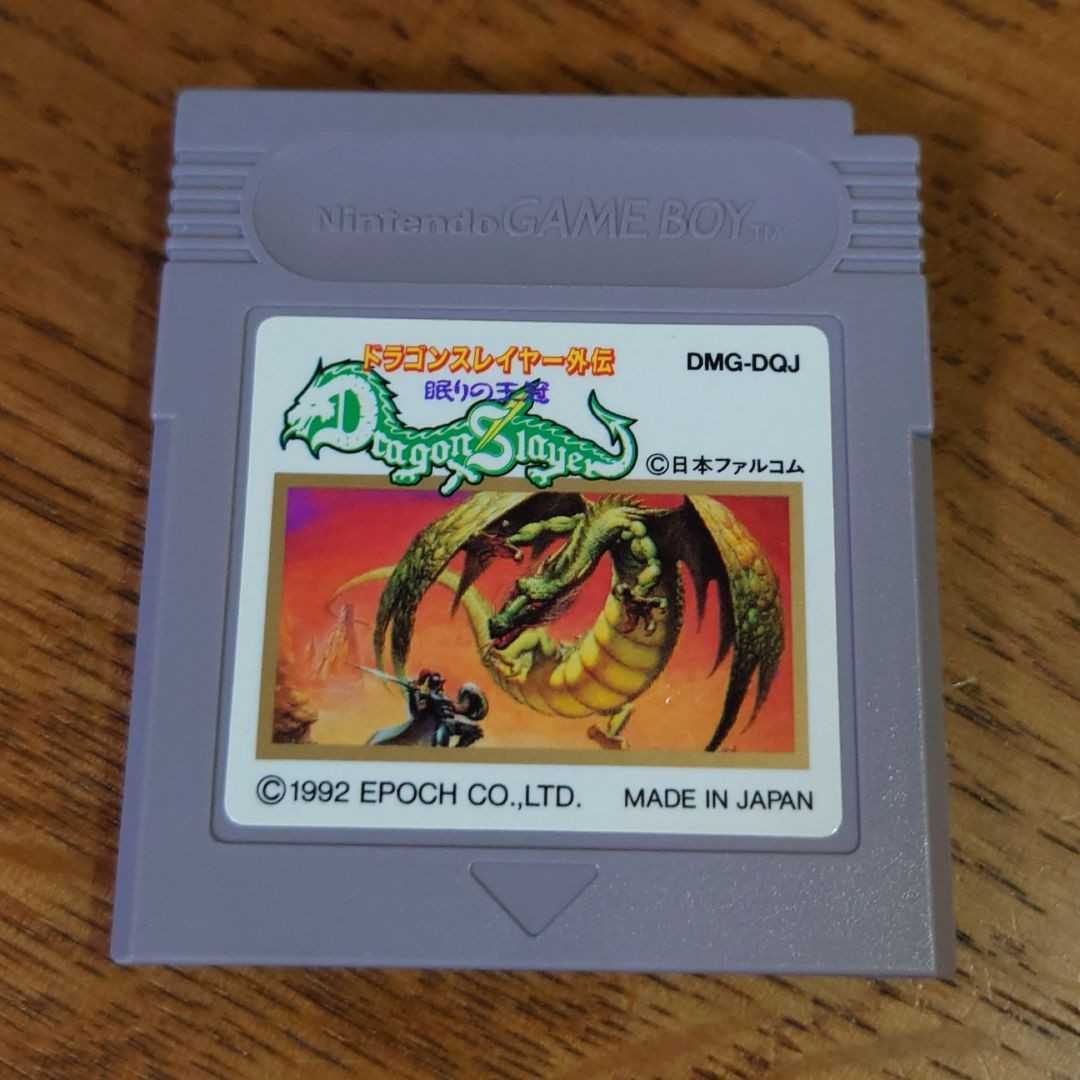 Nintendo GAME BOY TM
ドラゴンスレイヤー外伝
眠りの王冠
DMG-DQJ
Dragon Slayer
©日本ファルコム
©1992 EPOCH CO.,LTD.
MADE IN JAPAN